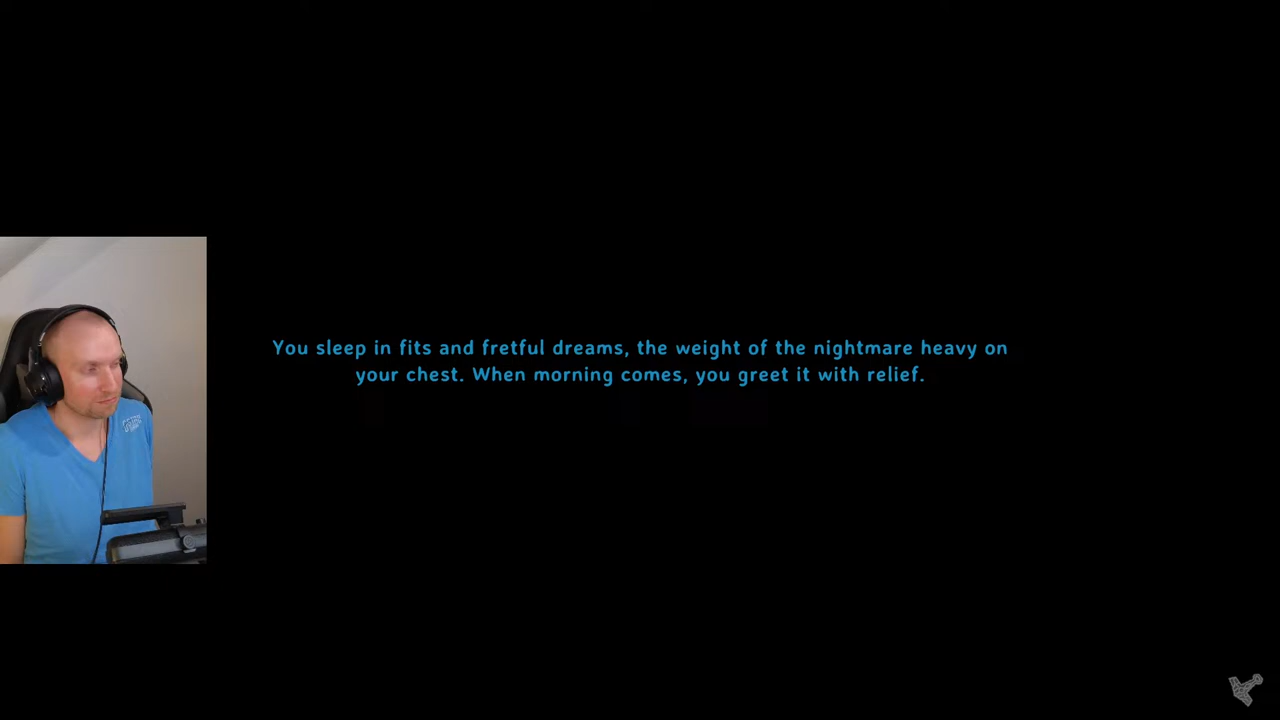 You sleep in fits and fretful dreams, the weight of the nightmare heavy on
your chest. When morning comes, you greet it with relief.